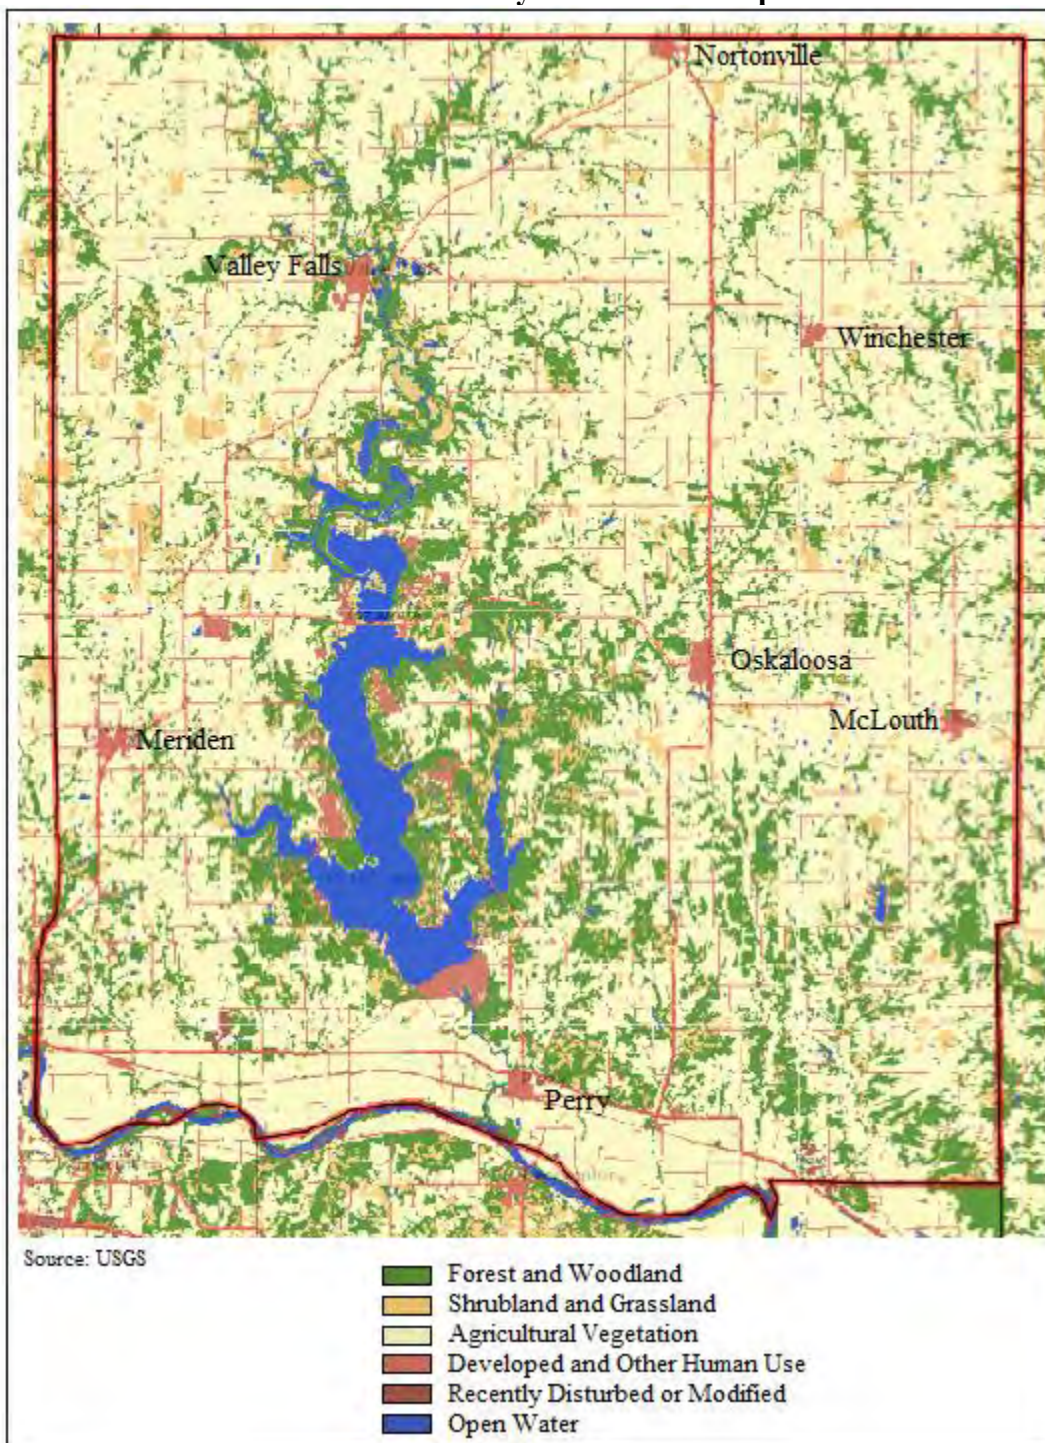 Nortonville
Valley Falls
Winchester
Oskaloosa
McLouth
Meriden
Perry
Source: USGS
Forest and Woodland
Shrubland and Grassland
Agricultural Vegetation
Developed and Other Human Use
Recently Disturbed or Modified
Open Water